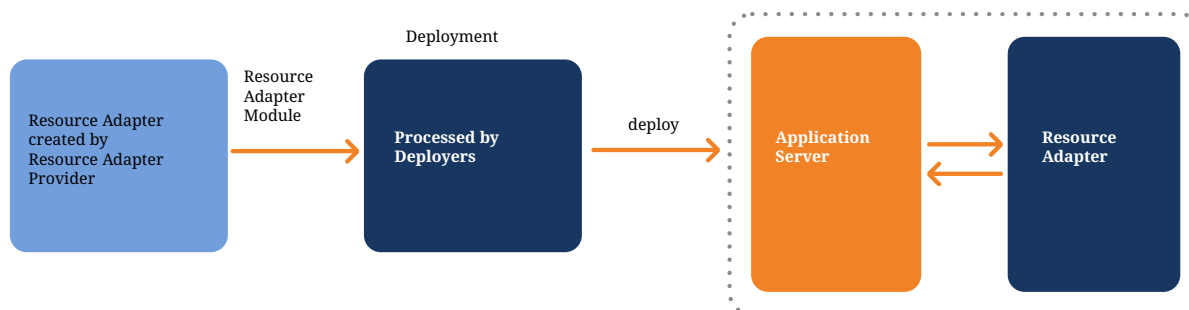 Resource Adapter
created by
Resource Adapter
Provider
Resource
Adapter
Module
Deployment
Processed by
Deployers
deploy
Application
Server
Resource
Adapter